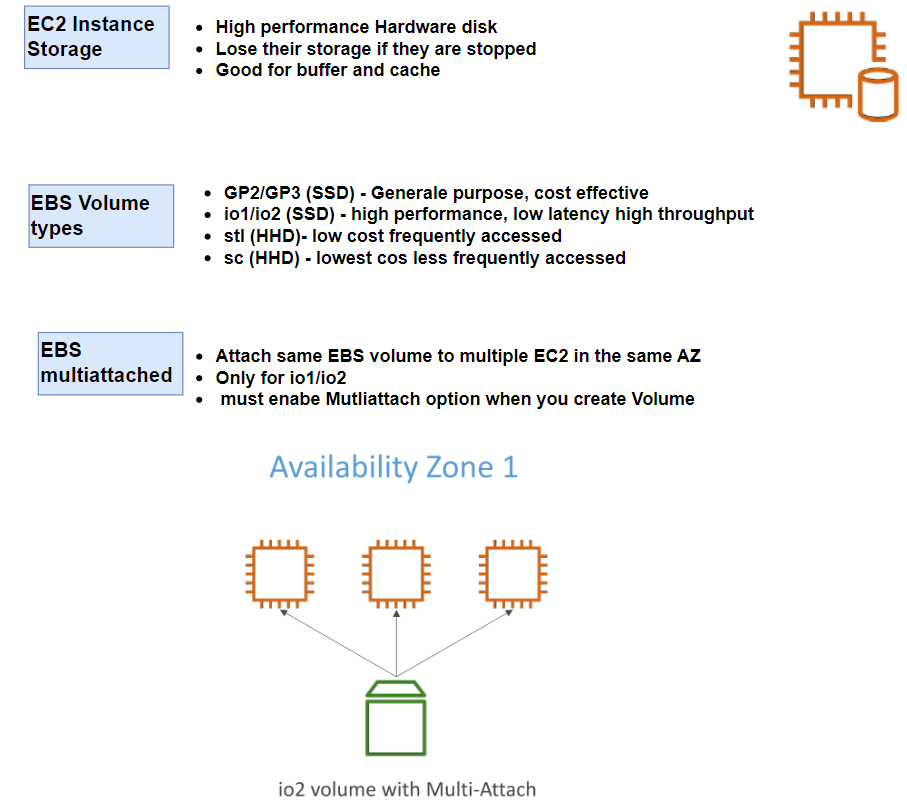 EC2 Instance
Storage
High performance Hardware disk
Lose their storage if they are stopped
Good for buffer and cache
EBS Volume
types
GP2/GP3 (SSD) - Generale purpose, cost effective
io1/io2 (SSD) - high performance, low latency high throughput
stl (HHD)- low cost frequently accessed
sc (HHD) - lowest cos less frequently accessed
EBS
multiattached
Attach same EBS volume to multiple EC2 in the same AZ
Only for io1/io2
must enabe Mutliattach option when you create Volume
Availability Zone 1
io2 volume with Multi-Attach